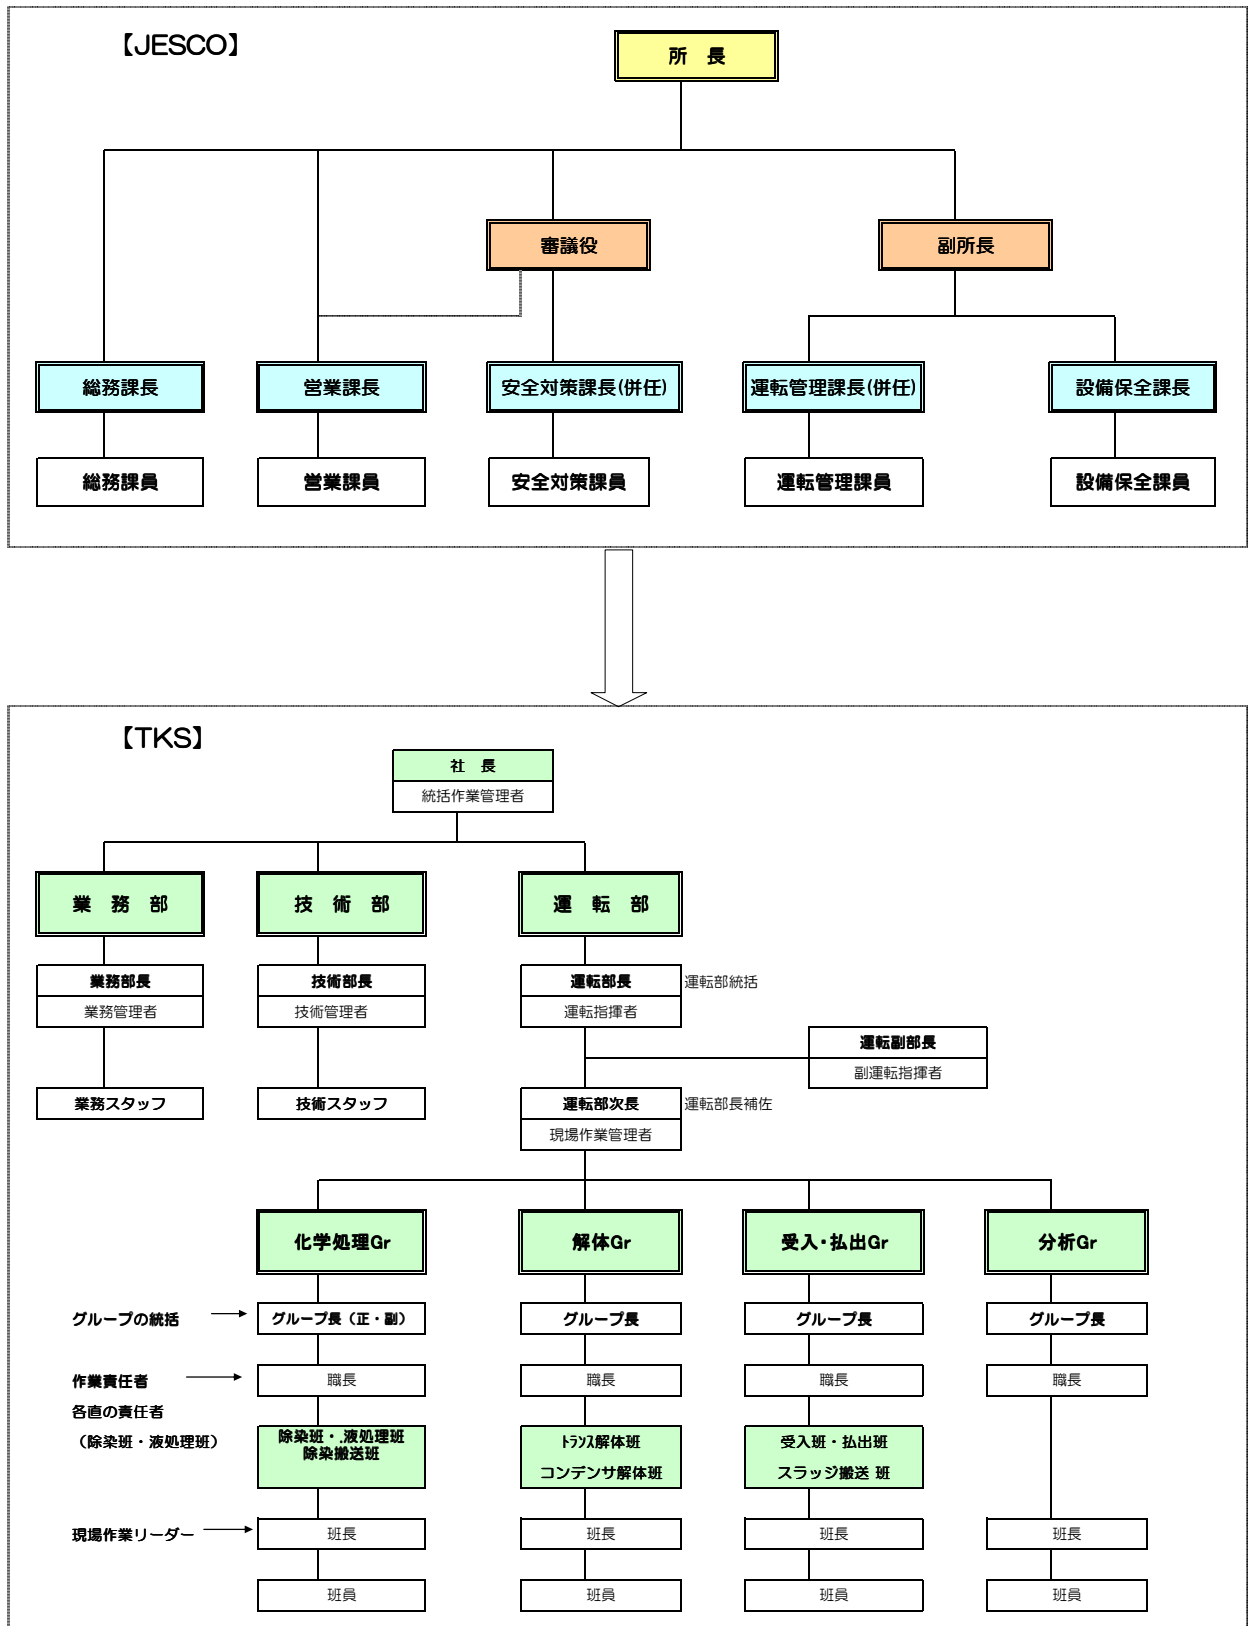 【JESCO】
所 長
審議役
副所長
総務課長
営業課長
安全対策課長(併任)
運転管理課長(併任)
設備保全課長
総務課員
営業課員
安全対策課員
運転管理課員
設備保全課員
【TKS】
社 長
統括作業管理者
業 務 部
技 術 部
運 転 部
業務部長
技術部長
運転部長
運転部統括
業務管理者
技術管理者
運転指揮者
運転副部長
副運転指揮者
業務スタッフ
技術スタッフ
運転部次長
運転部長補佐
現場作業管理者
化学処理Gr
解体Gr
受入・払出Gr
分析Gr
グループの統括
グループ長（正・副）
グループ長
グループ長
グループ長
作業責任者
職長
職長
職長
職長
各直の責任者
（除染班・液処理班）
除染班・.液処理班
除染搬送班
ﾄﾗﾝｽ解体班
コンデンサ解体班
受入班・払出班
スラッジ搬送 班
現場作業リーダー
班長
班長
班長
班長
班員
班員
班員
班員